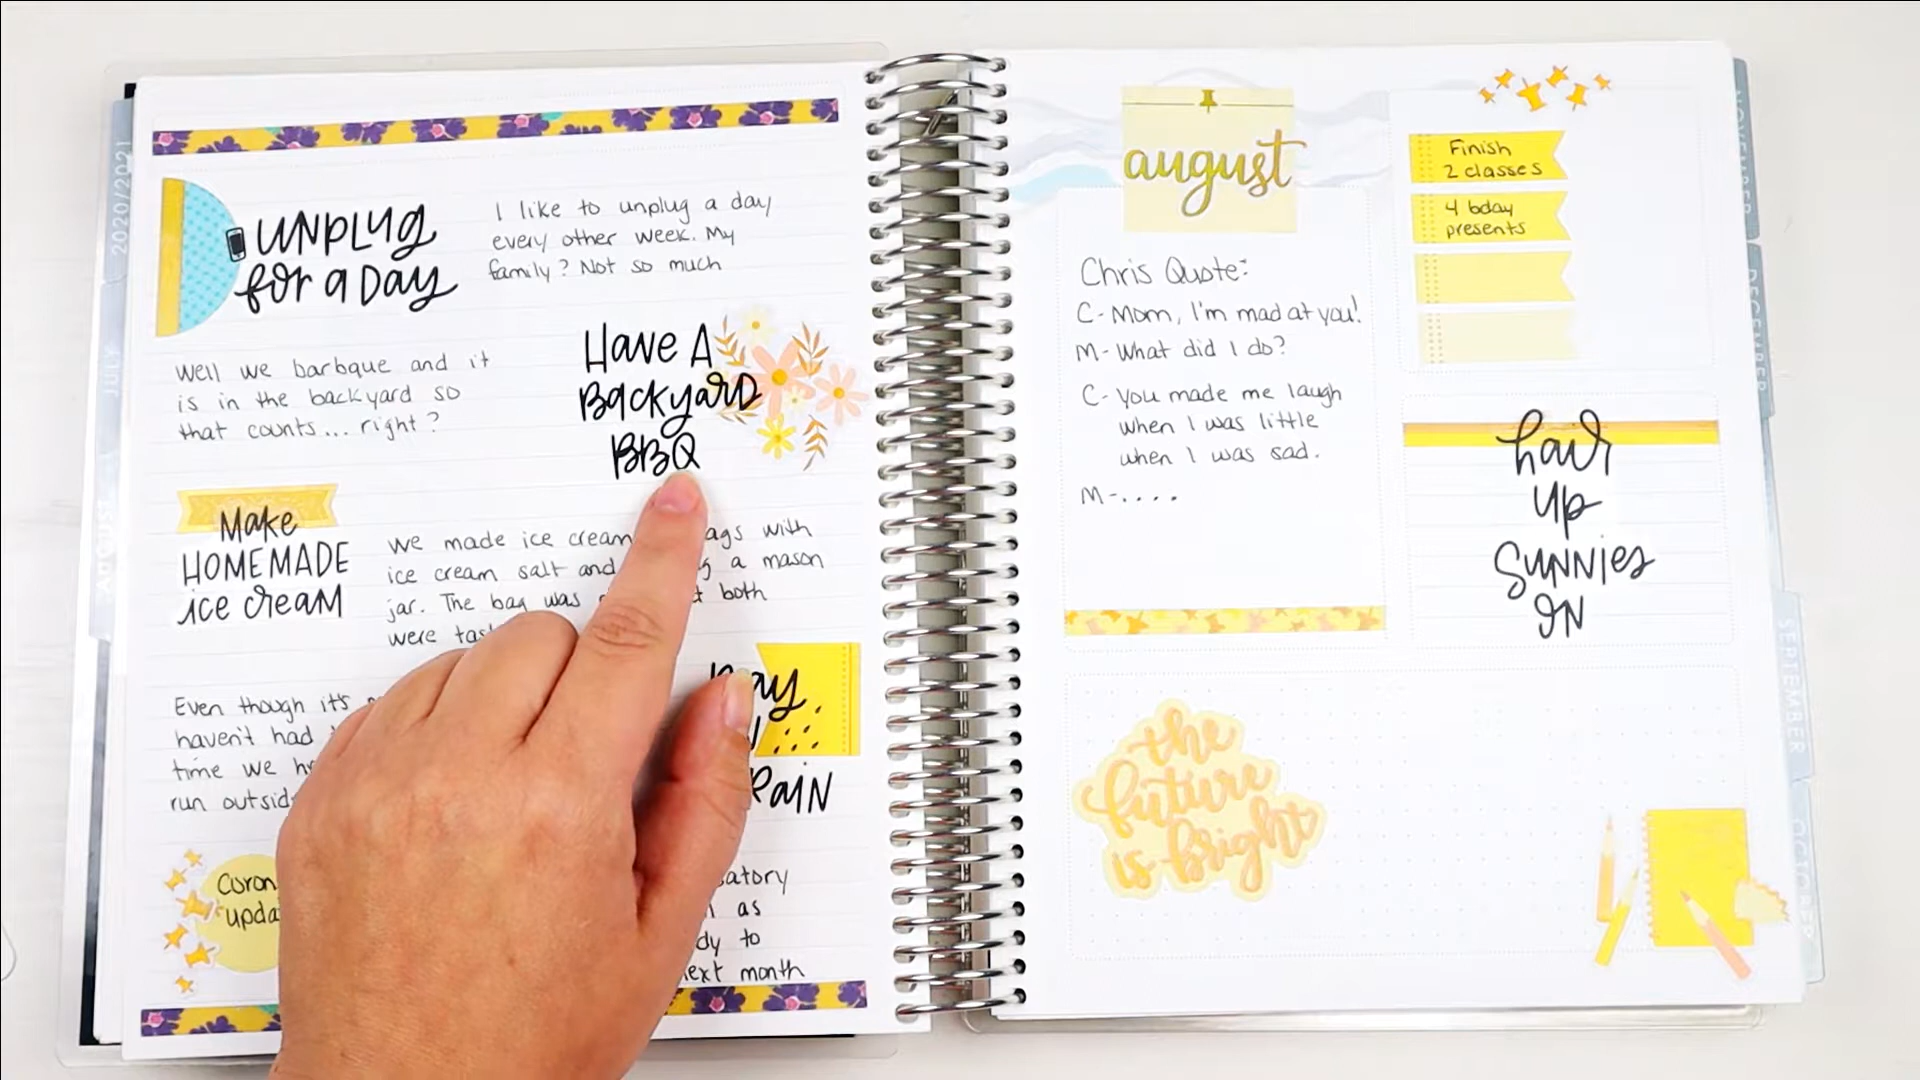 2020/2021
JULY
AUGUST
UNPLUG
for a Day
I like to unplug a day
every other week. My
family? Not so much
Well we barbque and it
is in the backyard so
that counts... right?
Have A
Backyard
BBQ
Make
HOMEMADE
ice cream
We made ice cream
with
ice cream salt and
a mason
jar. The bag was
both
were
Even though it's
haven't had
time we
run
RAIN
as
to
month
august
Chris Quote:
C- Mom, I'm mad at you!
M- What did I do?
C- You made me laugh
when I was little
when I was sad.
M-....
Finish
2 classes
4 bday
presents
hair
up
SUNNIES
ON
the
future
is bright
NOVEMBER
DECEMBER
SEPTEMBER
OCTOBER